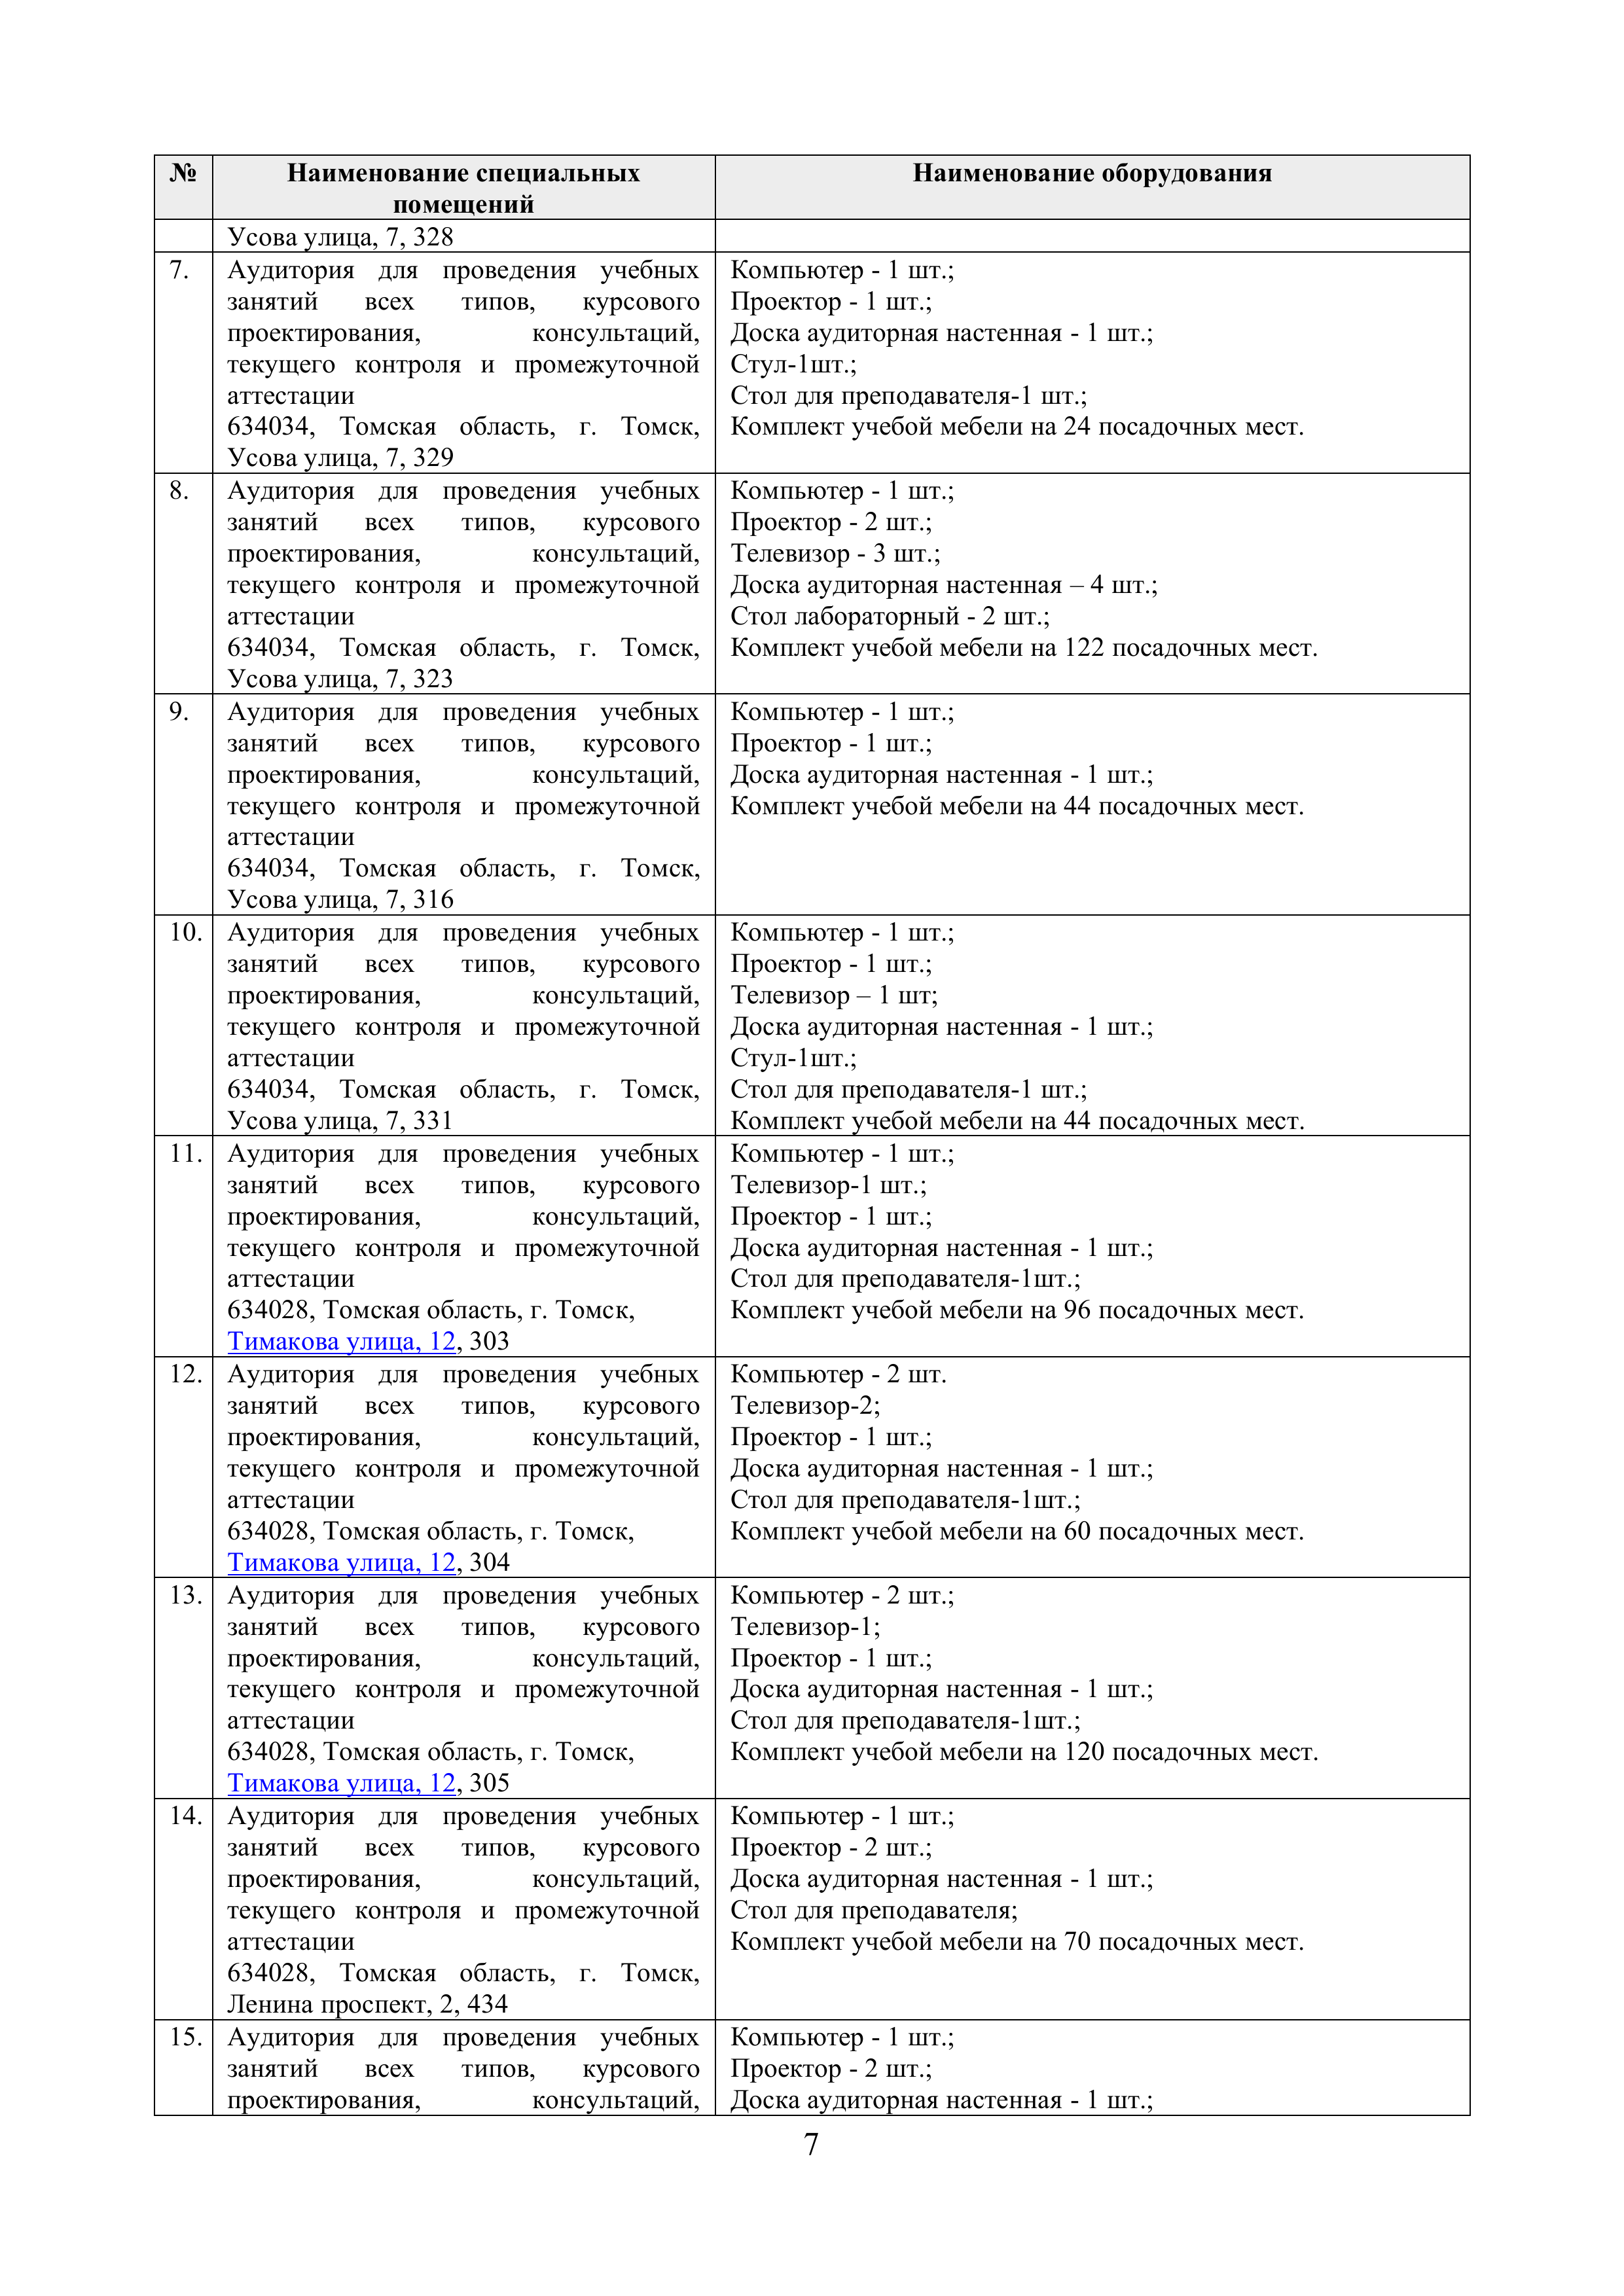 № Наименование специальных Наименование оборудования
помещений
Усова улица, 7, 328
7. Аудитория для проведения учебных
занятий всех типов, курсового
проектирования, консультаций,
текущего контроля и промежуточной
аттестации
634034, Томская область, г. Томск,
Усова улица, 7, 329
Компьютер - 1 шт.;
Проектор - 1 шт.;
Доска аудиторная настенная - 1 шт.;
Стул-1шт.;
Стол для преподавателя-1 шт.;
Комплект учебой мебели на 24 посадочных мест.
8. Аудитория для проведения учебных
занятий всех типов, курсового
проектирования, консультаций,
текущего контроля и промежуточной
аттестации
634034, Томская область, г. Томск,
Усова улица, 7, 323
Компьютер - 1 шт.;
Проектор - 2 шт.;
Телевизор - 3 шт.;
Доска аудиторная настенная – 4 шт.;
Стол лабораторный - 2 шт.;
Комплект учебой мебели на 122 посадочных мест.
9. Аудитория для проведения учебных
занятий всех типов, курсового
проектирования, консультаций,
текущего контроля и промежуточной
аттестации
634034, Томская область, г. Томск,
Усова улица, 7, 316
Компьютер - 1 шт.;
Проектор - 1 шт.;
Доска аудиторная настенная - 1 шт.;
Комплект учебой мебели на 44 посадочных мест.
10. Аудитория для проведения учебных
занятий всех типов, курсового
проектирования, консультаций,
текущего контроля и промежуточной
аттестации
634034, Томская область, г. Томск,
Усова улица, 7, 331
Компьютер - 1 шт.;
Проектор - 1 шт.;
Телевизор – 1 шт;
Доска аудиторная настенная - 1 шт.;
Стул-1шт.;
Стол для преподавателя-1 шт.;
Комплект учебой мебели на 44 посадочных мест.
11. Аудитория для проведения учебных
занятий всех типов, курсового
проектирования, консультаций,
текущего контроля и промежуточной
аттестации
634028, Томская область, г. Томск,
Тимакова улица, 12, 303
Компьютер - 1 шт.;
Телевизор-1 шт.;
Проектор - 1 шт.;
Доска аудиторная настенная - 1 шт.;
Стол для преподавателя-1шт.;
Комплект учебой мебели на 96 посадочных мест.
12. Аудитория для проведения учебных
занятий всех типов, курсового
проектирования, консультаций,
текущего контроля и промежуточной
аттестации
634028, Томская область, г. Томск,
Тимакова улица, 12, 304
Компьютер - 2 шт.
Телевизор-2;
Проектор - 1 шт.;
Доска аудиторная настенная - 1 шт.;
Стол для преподавателя-1шт.;
Комплект учебой мебели на 60 посадочных мест.
13. Аудитория для проведения учебных
занятий всех типов, курсового
проектирования, консультаций,
текущего контроля и промежуточной
аттестации
634028, Томская область, г. Томск,
Тимакова улица, 12, 305
Компьютер - 2 шт.;
Телевизор-1;
Проектор - 1 шт.;
Доска аудиторная настенная - 1 шт.;
Стол для преподавателя-1шт.;
Комплект учебой мебели на 120 посадочных мест.
14. Аудитория для проведения учебных
занятий всех типов, курсового
проектирования, консультаций,
текущего контроля и промежуточной
аттестации
634028, Томская область, г. Томск,
Ленина проспект, 2, 434
Компьютер - 1 шт.;
Проектор - 2 шт.;
Доска аудиторная настенная - 1 шт.;
Стол для преподавателя;
Комплект учебой мебели на 70 посадочных мест.
15. Аудитория для проведения учебных
занятий всех типов, курсового
проектирования, консультаций,
Компьютер - 1 шт.;
Проектор - 2 шт.;
Доска аудиторная настенная - 1 шт.;
7